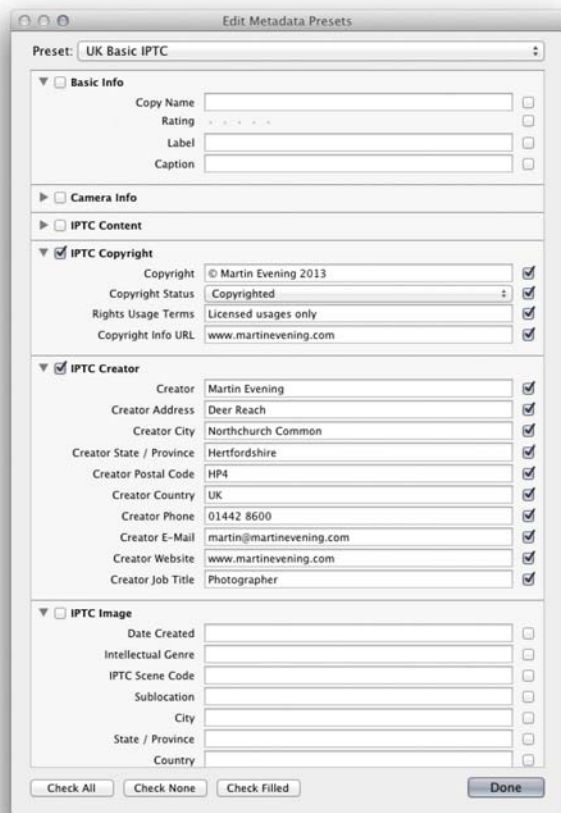 Edit Metadata Presets
Preset: UK Basic IPTC
Basic Info
Copy Name
Rating
Label
Caption
Camera Info
IPTC Content
IPTC Copyright
Copyright © Martin Evening 2013
Copyright Status Copyrighted
Rights Usage Terms Licensed usages only
Copyright Info URL www.martinevening.com
IPTC Creator
Creator Martin Evening
Creator Address Deer Reach
Creator City Northchurch Common
Creator State / Province Hertfordshire
Creator Postal Code HP4
Creator Country UK
Creator Phone 01442 8600
Creator E-Mail martin@martinevening.com
Creator Website www.martinevening.com
Creator Job Title Photographer
IPTC Image
Date Created
Intellectual Genre
IPTC Scene Code
Sublocation
City
State / Province
Country
Check All Check None Check Filled Done